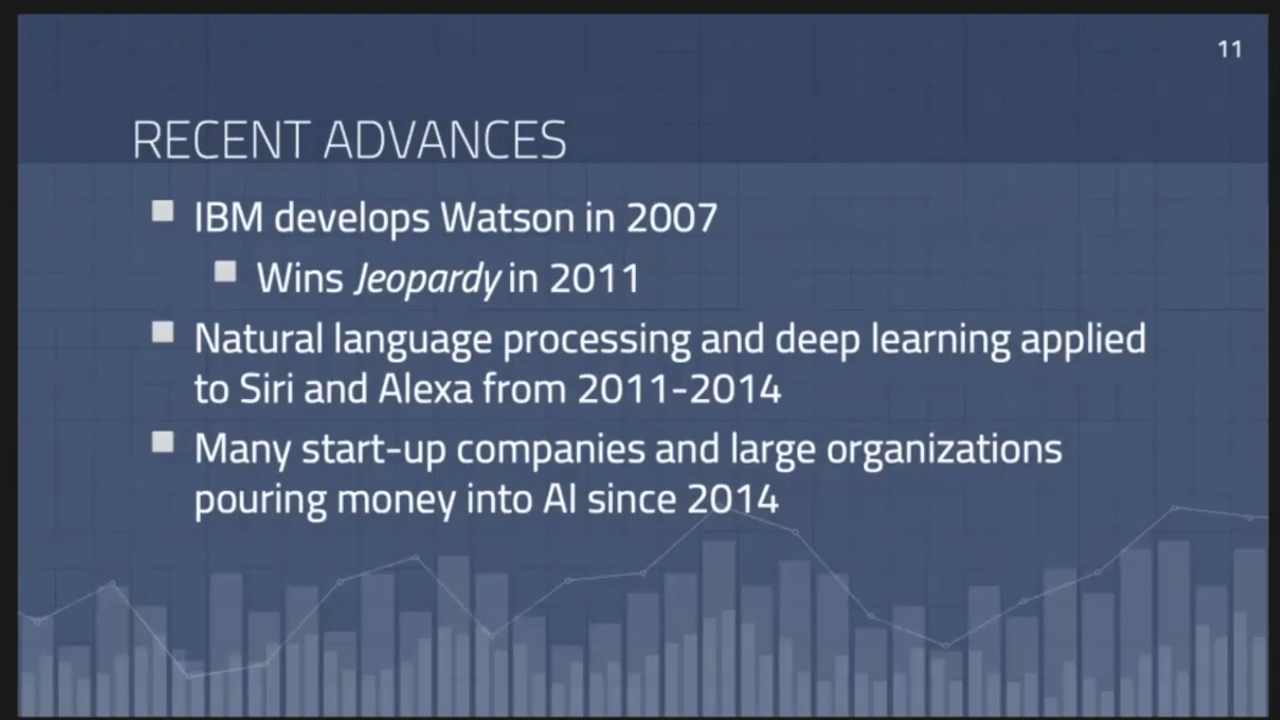 11
RECENT ADVANCES
IBM develops Watson in 2007
Wins Jeopardy in 2011
Natural language processing and deep learning applied
to Siri and Alexa from 2011-2014
Many start-up companies and large organizations
pouring money into AI since 2014